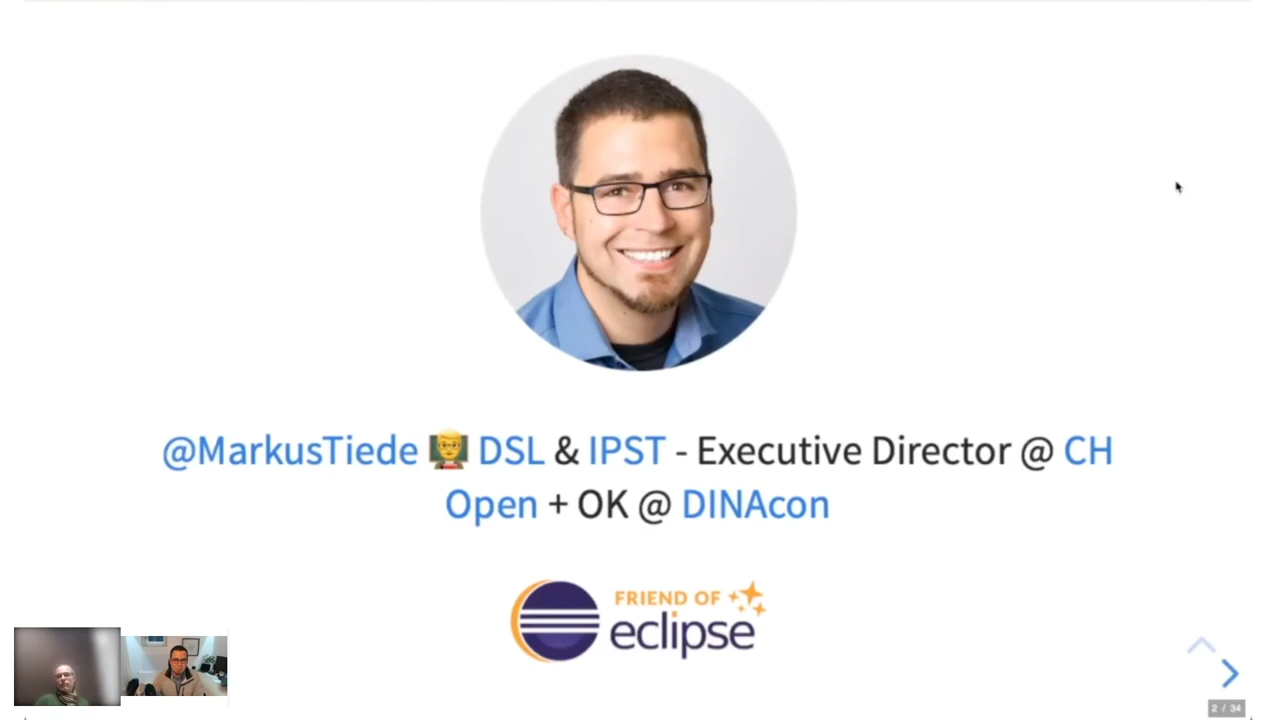 @MarkusTiede 👨‍🏫 DSL & IPST - Executive Director @ CH
Open + OK @ DINAcon
FRIEND OF
eclipse
2 / 34